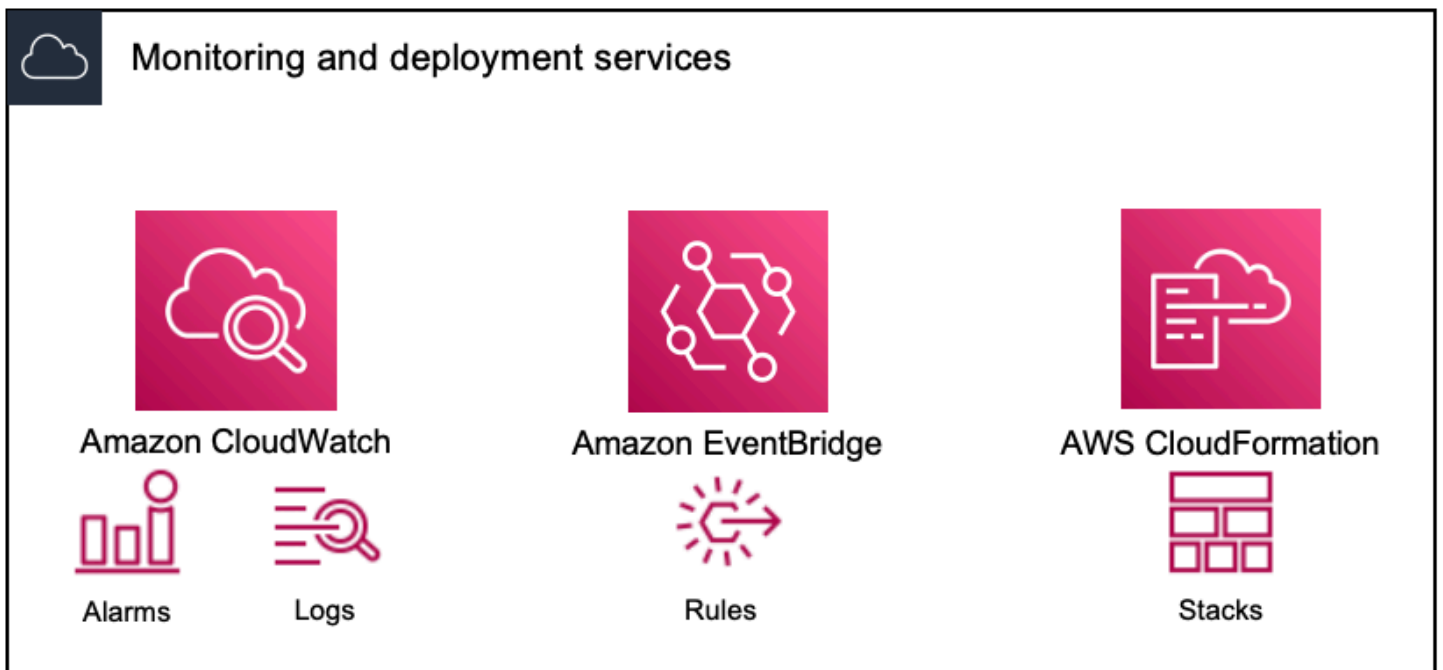 Monitoring and deployment services
Amazon CloudWatch
Amazon EventBridge
AWS CloudFormation
Alarms
Logs
Rules
Stacks